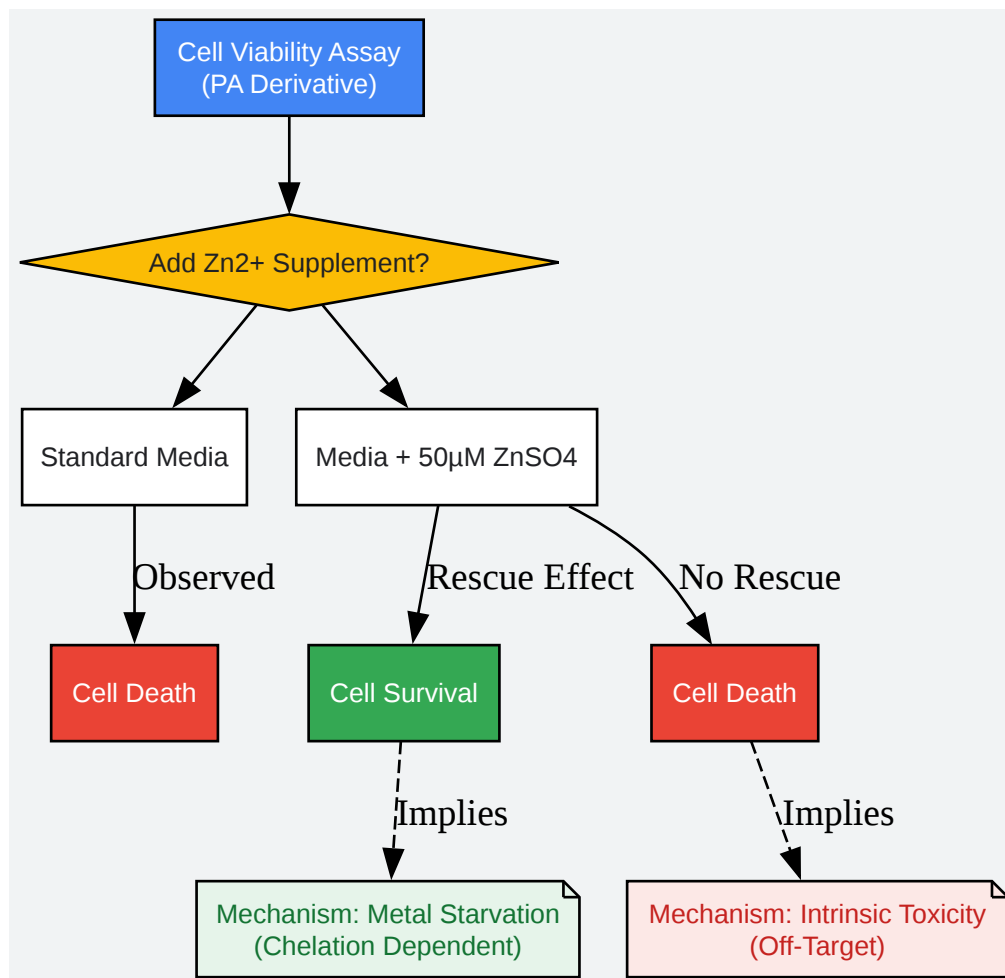 Cell Viability Assay
(PA Derivative)
Add Zn2+ Supplement?
Standard Media
Media + 50µM ZnSO4
Observed
Rescue Effect
No Rescue
Cell Death
Cell Survival
Cell Death
Implies
Implies
Mechanism: Metal Starvation
(Chelation Dependent)
Mechanism: Intrinsic Toxicity
(Off-Target)